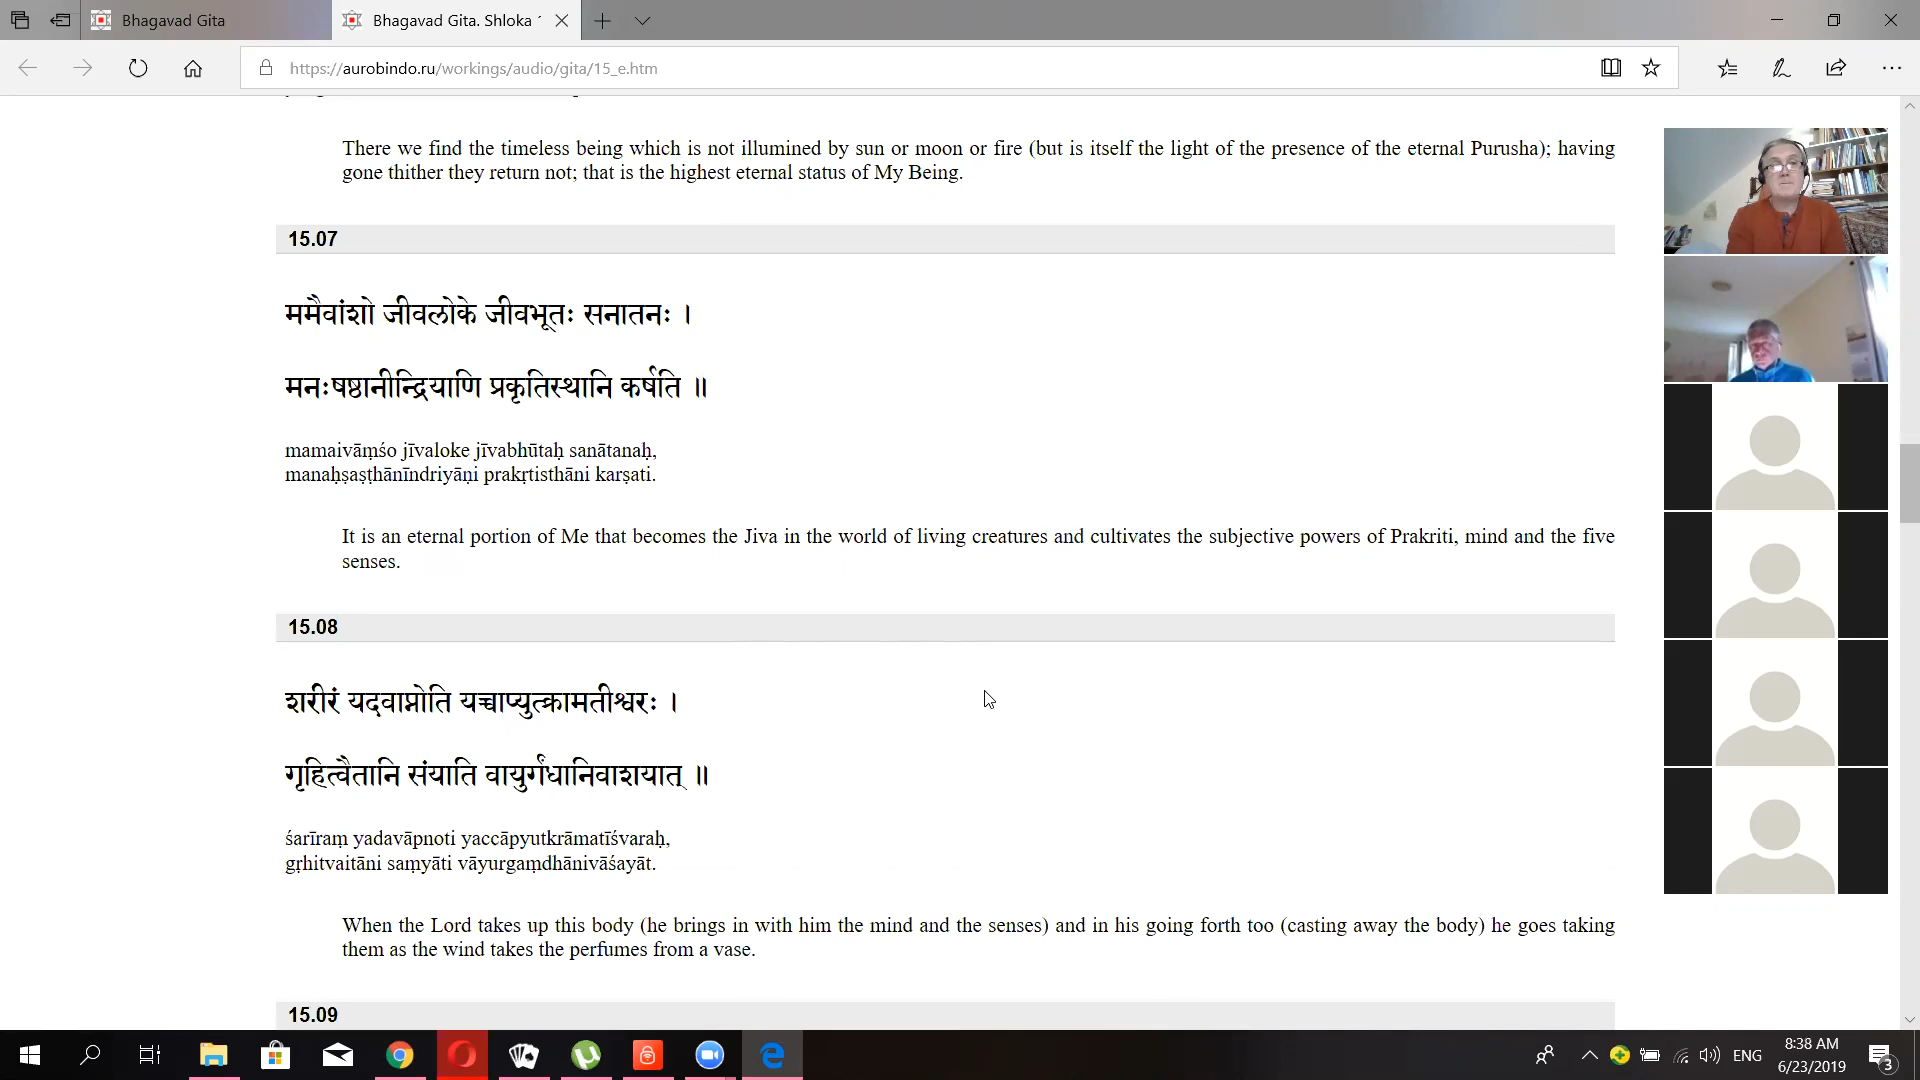 Bhagavad Gita
Bhagavad Gita. Shloka
https://aurobindo.ru/workings/audio/gita/15_e.htm
There we find the timeless being which is not illumined by sun or moon or fire (but is itself the light of the presence of the eternal Purusha); having
gone thither they return not; that is the highest eternal status of My Being.
15.07
ममैवांशो जीवलोके जीवभूतः सनातनः ।
मनःषष्ठानीन्द्रियाणि प्रकृतिस्थानि कर्षति ॥
mamaivāṃśo jīvaloke jīvabhūtaḥ sanātanaḥ,
manaḥṣaṣṭhānīndriyāṇi prakṛtisthāni karṣati.
It is an eternal portion of Me that becomes the Jiva in the world of living creatures and cultivates the subjective powers of Prakriti, mind and the five
senses.
15.08
शरीरं यदवाप्नोति यच्चाप्युत्क्रामतीश्वरः ।
गृहित्वैतानि संयाति वायुर्गंधानिवाशयात् ॥
śarīraṃ yadavāpnoti yaccāpyutkrāmatīśvaraḥ,
gṛhitvaitāni saṃyāti vāyurgaṃdhānivāśayāt.
When the Lord takes up this body (he brings in with him the mind and the senses) and in his going forth too (casting away the body) he goes taking
them as the wind takes the perfumes from a vase.
15.09
ENG
8:38 AM
6/23/2019
3